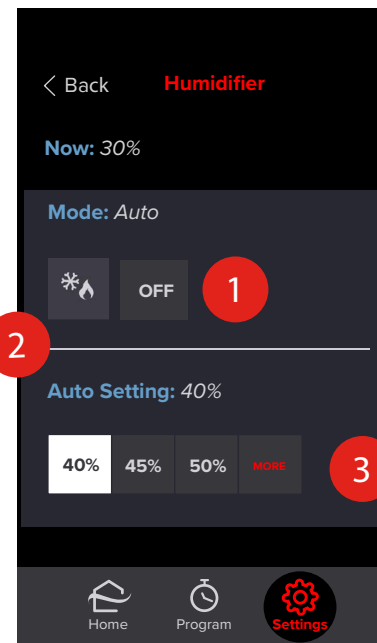 Back Humidifier
Now: 30%
Mode: Auto
OFF 1
2
Auto Setting: 40%
40% 45% 50% MORE 3
Home Program Settings